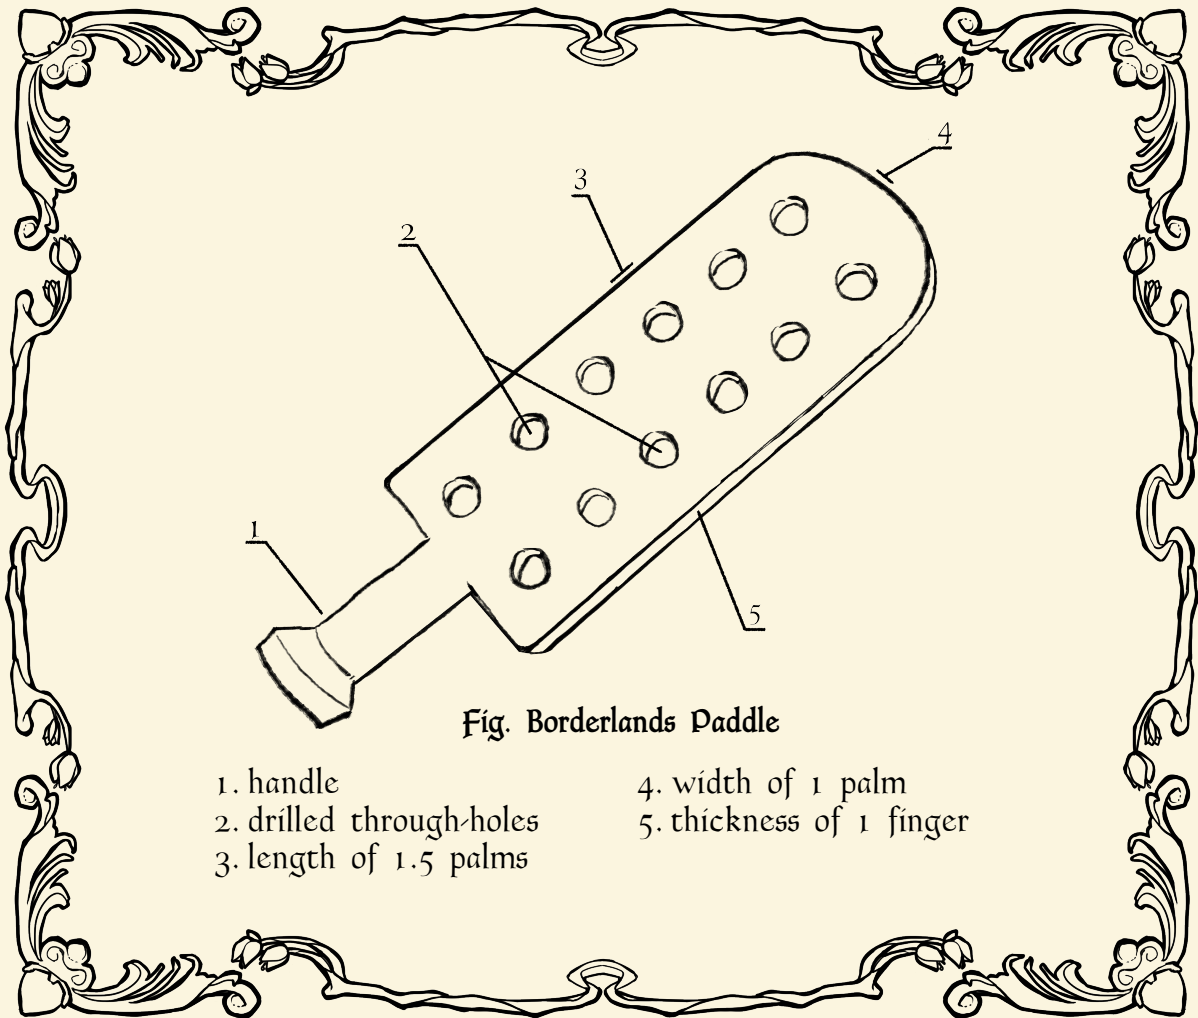 4
3
2
1
5
Fig. Borderlands Paddle
1. handle
2. drilled through-holes
3. length of 1.5 palms
4. width of 1 palm
5. thickness of 1 finger